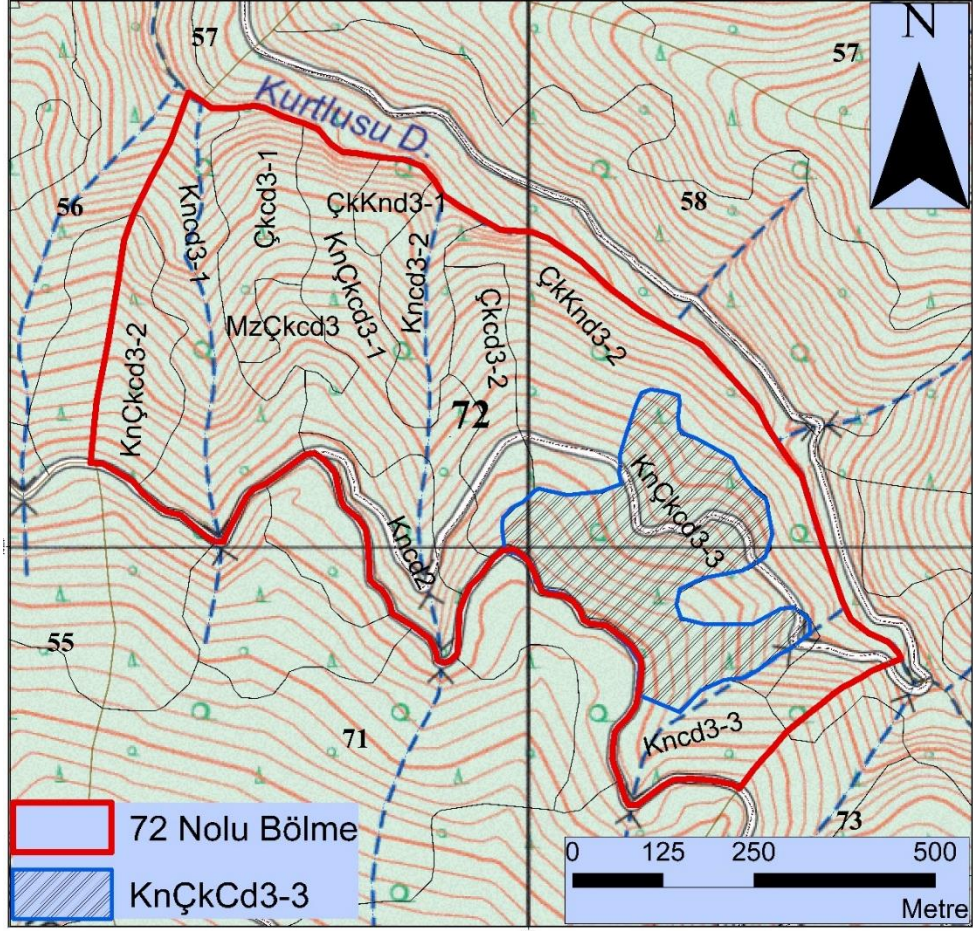 N
57
57
Kurtlusu D.
56
58
Kncd3-1
Çkcd3-1
ÇkKnd3-1
KnÇkcd3-1
Kncd3-2
MzÇkcd3
Çkcd3-2
ÇkKnd3-2
KnÇkcd3-2
72
KnÇkcd3-3
Kncd2
55
71
Kncd3-3
73
72 Nolu Bölme
KnÇkCd3-3
0 125 250 500
Metre